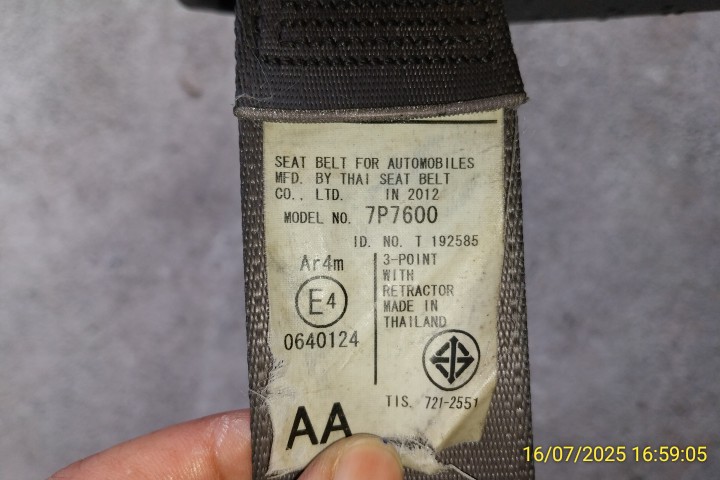 SEAT BELT FOR AUTOMOBILES
MFD. BY THAI SEAT BELT
CO., LTD. IN 2012
MODEL NO. 7P7600
ID. NO. T 192585
Ar4m
E4
0640124
3-POINT
WITH
RETRACTOR
MADE IN
THAILAND
TIS. 721-2551
AA
16/07/2025 16:59:05